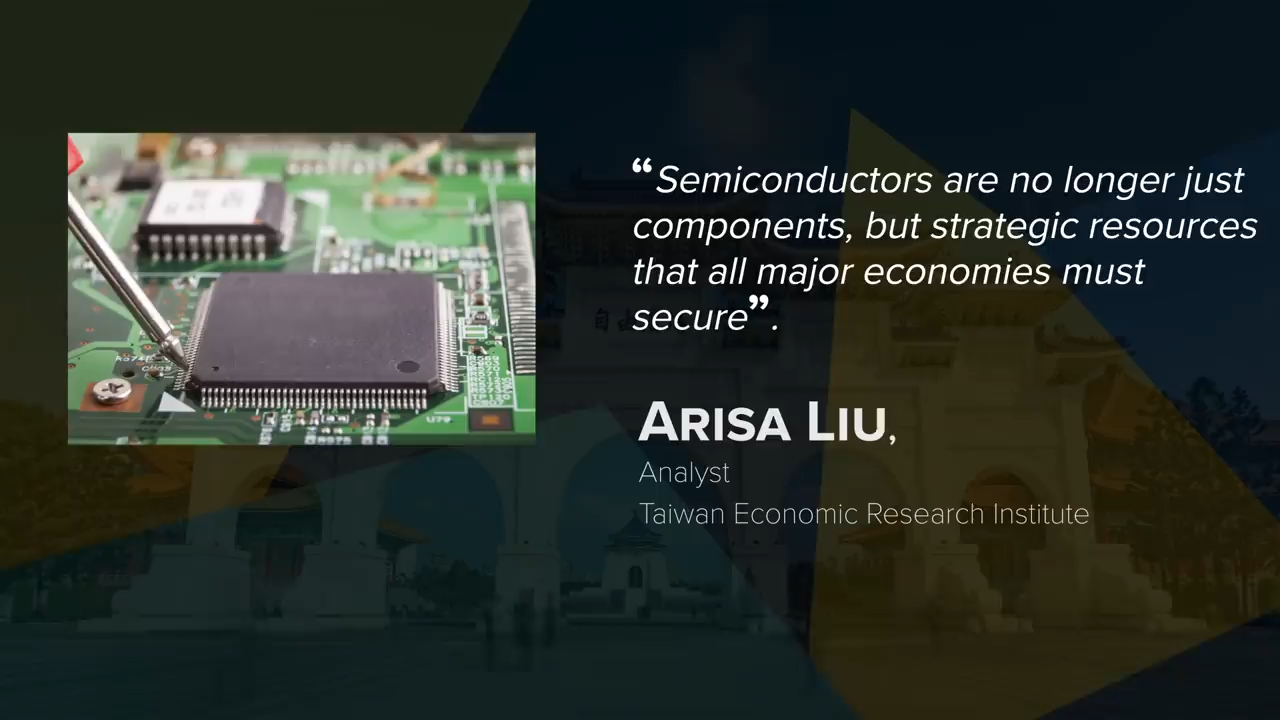 “Semiconductors are no longer just
components, but strategic resources
that all major economies must
secure”.
ARISA LIU,
Analyst
Taiwan Economic Research Institute
U79